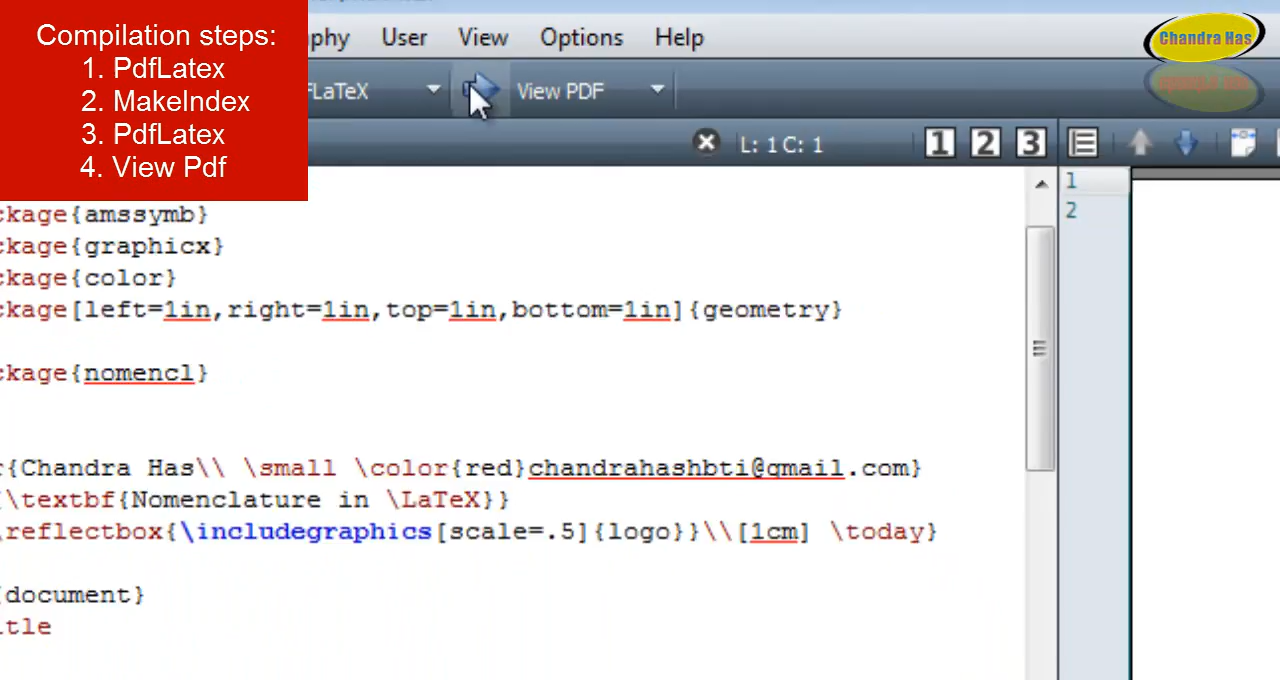 Compilation steps:
1. PdfLatex
2. MakeIndex
3. PdfLatex
4. View Pdf
phy User View Options Help
Chandra Has
FLaTeX View PDF
L: 1 C: 1 1 2 3
1
2
ckage{amssymb}
ckage{graphicx}
ckage{color}
ckage[left=1in,right=1in,top=1in,bottom=1in]{geometry}
ckage{nomencl}
r{Chandra Has\\ \small \color{red}chandrahashbti@gmail.com}
{\textbf{Nomenclature in \LaTeX}}
\reflectbox{\includegraphics[scale=.5]{logo}}\\[1cm] \today}
{document}
itle